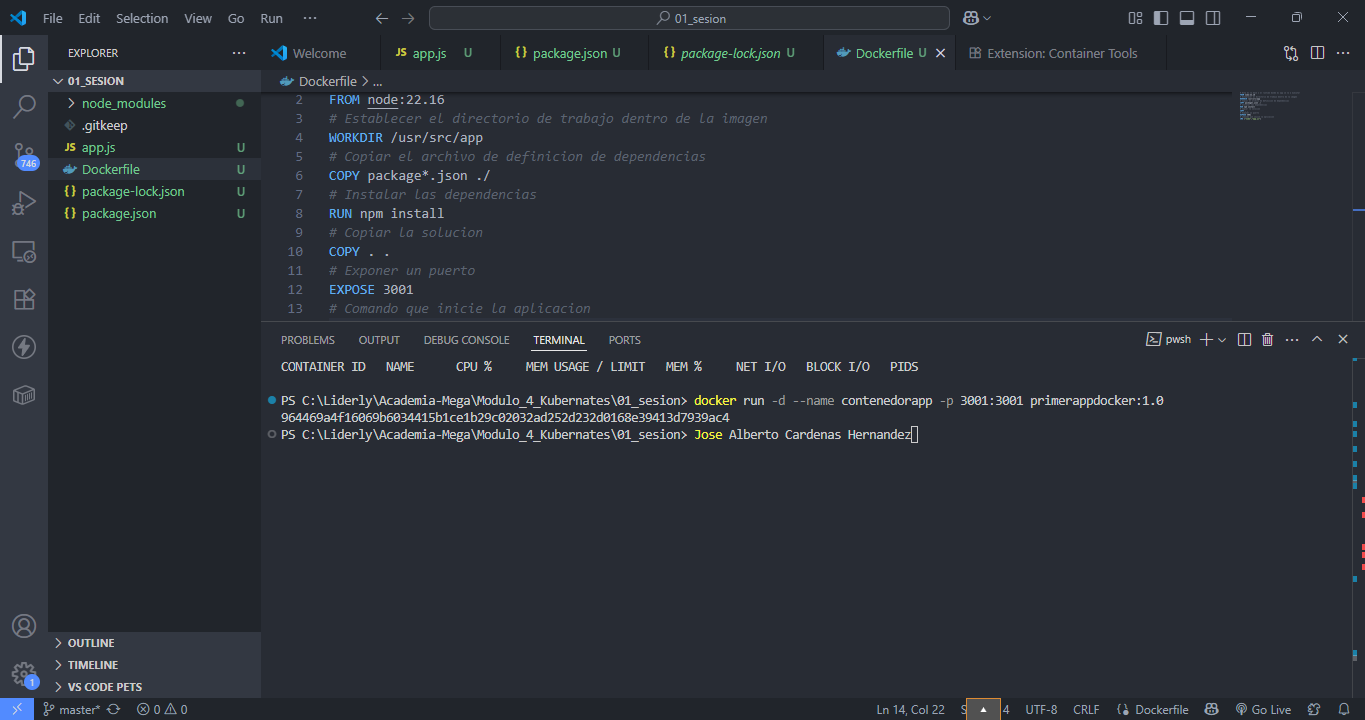 File Edit Selection View Go Run ··· 01_sesion
EXPLORER ···
Welcome JS app.js U {} package.json U {} package-lock.json U Dockerfile U Extension: Container Tools ···
01_SESION
node_modules
.gitkeep
JS app.js U
Dockerfile U
{} package-lock.json U
{} package.json U
746
Dockerfile > ...
2 FROM node:22.16
3 # Establecer el directorio de trabajo dentro de la imagen
4 WORKDIR /usr/src/app
5 # Copiar el archivo de definicion de dependencias
6 COPY package*.json ./
7 # Instalar las dependencias
8 RUN npm install
9 # Copiar la solucion
10 COPY . .
11 # Exponer un puerto
12 EXPOSE 3001
13 # Comando que inicie la aplicacion
PROBLEMS OUTPUT DEBUG CONSOLE TERMINAL PORTS pwsh ···
CONTAINER ID NAME CPU % MEM USAGE / LIMIT MEM % NET I/O BLOCK I/O PIDS
PS C:\Liderly\Academia-Mega\Modulo_4_Kubernates\01_sesion> docker run -d --name contenedorapp -p 3001:3001 primerappdocker:1.0
964469a4f16069b6034415b1ce1b29c02032ad252d232d0168e39413d7939ac4
PS C:\Liderly\Academia-Mega\Modulo_4_Kubernates\01_sesion> Jose Alberto Cardenas Hernandez
OUTLINE
TIMELINE
VS CODE PETS
1
master* 0 0 Ln 14, Col 22 S 4 UTF-8 CRLF {} Dockerfile Go Live